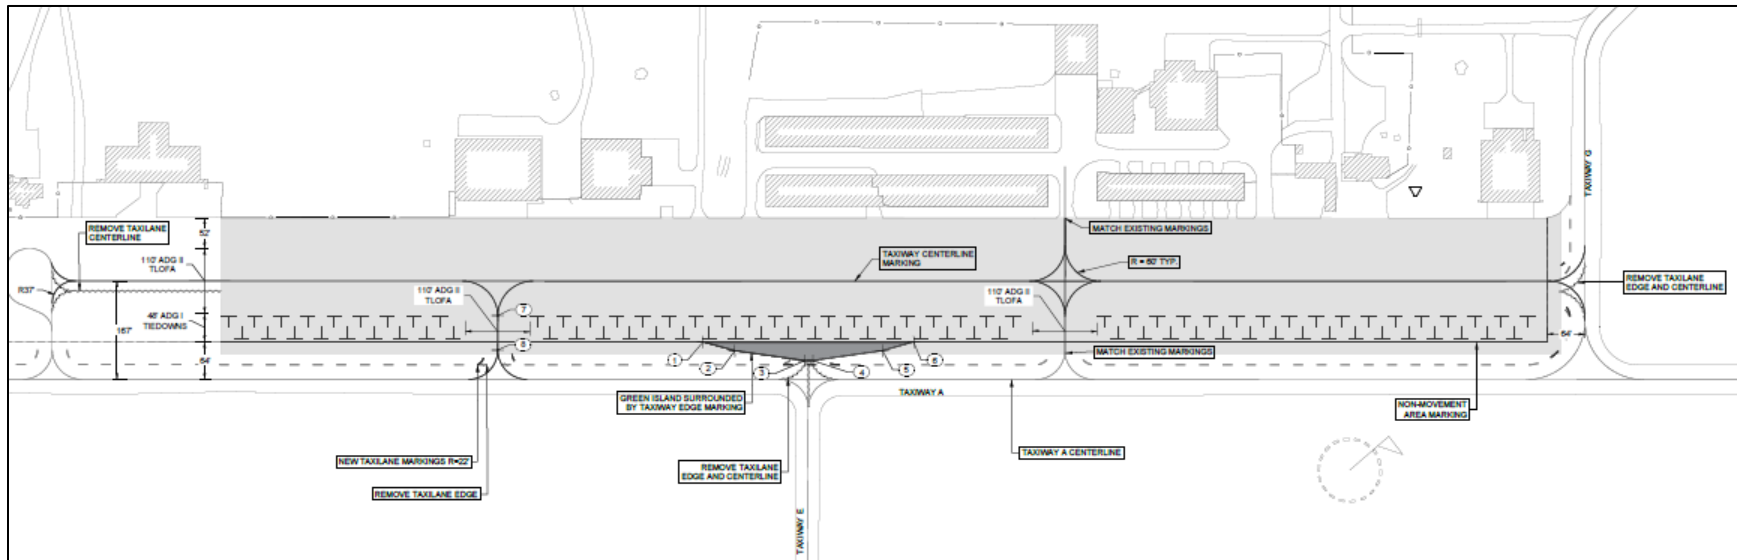 TAXIWAY G
REMOVE TAXILANE
CENTERLINE
52'
MATCH EXISTING MARKINGS
110' ADG II
TLOFA
TAXIWAY CENTERLINE
MARKING
R = 60' TYP.
REMOVE TAXILANE
EDGE AND CENTERLINE
R37'
110' ADG II
TLOFA
110' ADG II
TLOFA
48' ADG I
TIEDOWNS
167'
7
64'
8
1
2
3
4
5
6
64'
MATCH EXISTING MARKINGS
TAXIWAY A
GREEN ISLAND SURROUNDED
BY TAXIWAY EDGE MARKING
NON-MOVEMENT
AREA MARKING
NEW TAXILANE MARKINGS R=22'
REMOVE TAXILANE
EDGE AND CENTERLINE
TAXIWAY A CENTERLINE
REMOVE TAXILANE EDGE
TAXIWAY E